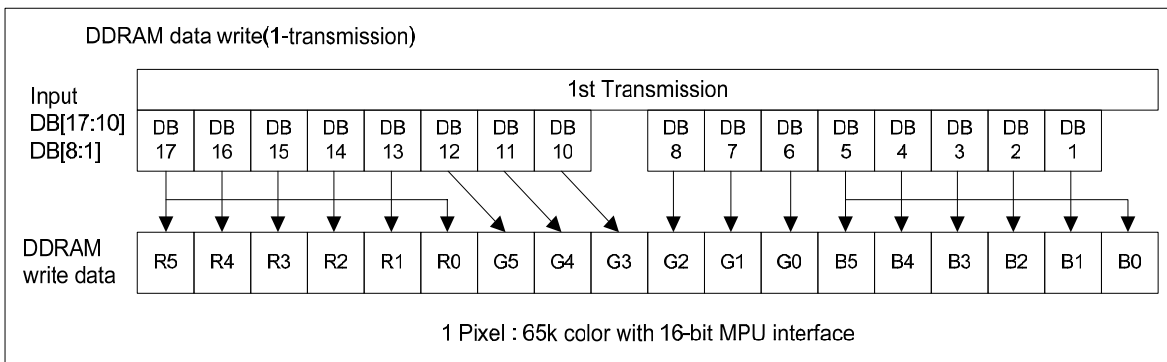 DDRAM data write(1-transmission)
1st Transmission
Input
DB[17:10]
DB[8:1]
DB 17 DB 16 DB 15 DB 14 DB 13 DB 12 DB 11 DB 10 DB 8 DB 7 DB 6 DB 5 DB 4 DB 3 DB 2 DB 1
DDRAM
write data
R5 R4 R3 R2 R1 R0 G5 G4 G3 G2 G1 G0 B5 B4 B3 B2 B1 B0
1 Pixel : 65k color with 16-bit MPU interface